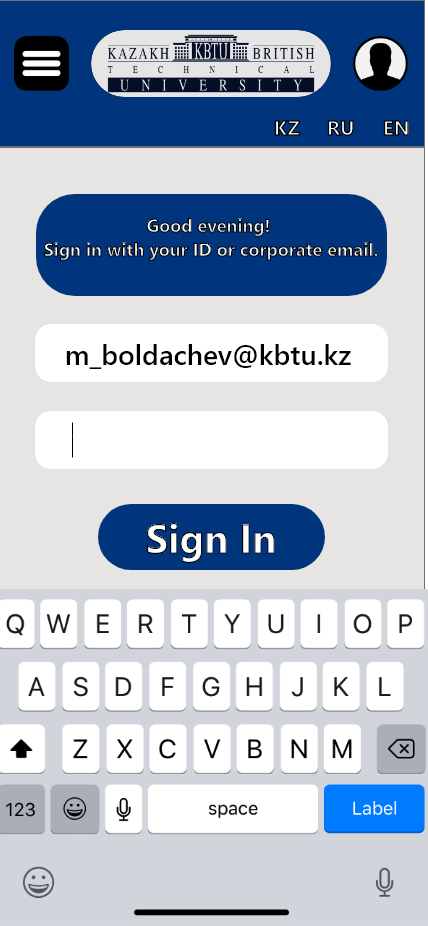 KAZAKH KBTU BRITISH
TECHNICAL
UNIVERSITY
KZ RU EN
Good evening!
Sign in with your ID or corporate email.
m_boldachev@kbtu.kz
Sign In
Q W E R T Y U I O P
A S D F G H J K L
Z X C V B N M
123 space Label